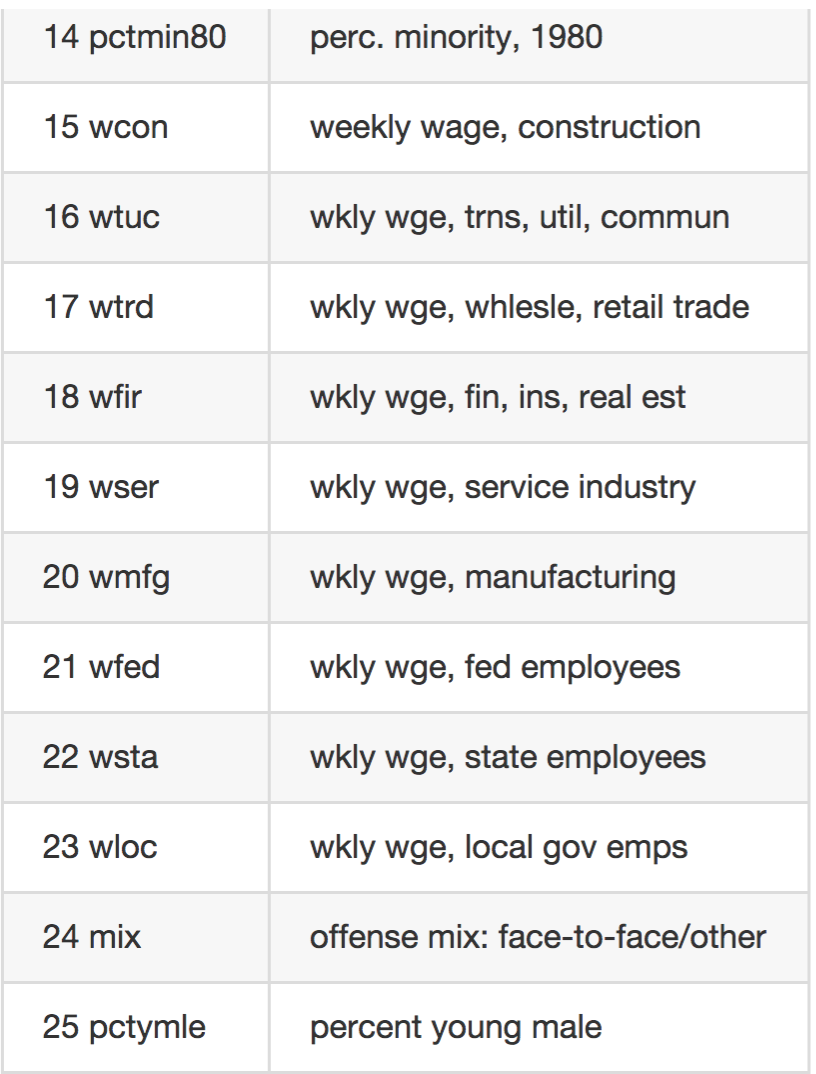 14 pctmin80 perc. minority, 1980
15 wcon weekly wage, construction
16 wtuc wkly wge, trns, util, commun
17 wtrd wkly wge, whlesle, retail trade
18 wfir wkly wge, fin, ins, real est
19 wser wkly wge, service industry
20 wmfg wkly wge, manufacturing
21 wfed wkly wge, fed employees
22 wsta wkly wge, state employees
23 wloc wkly wge, local gov emps
24 mix offense mix: face-to-face/other
25 pctymle percent young male